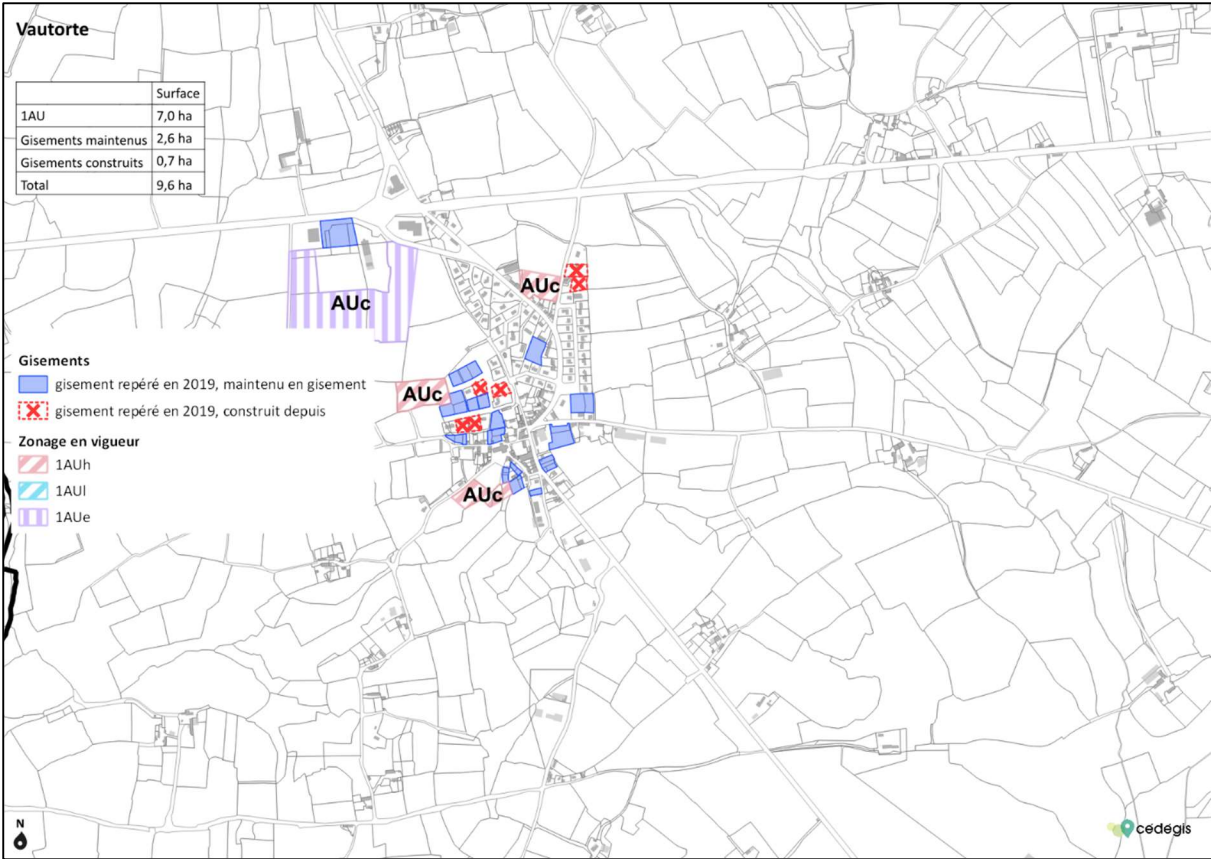 Vautorte
Surface
1AU 7,0 ha
Gisements maintenus 2,6 ha
Gisements construits 0,7 ha
Total 9,6 ha
AUc
AUc
Gisements
gisement repéré en 2019, maintenu en gisement
gisement repéré en 2019, construit depuis
AUc
Zonage en vigueur
1AUh
1AUl
1AUe
AUc
N
cedegis